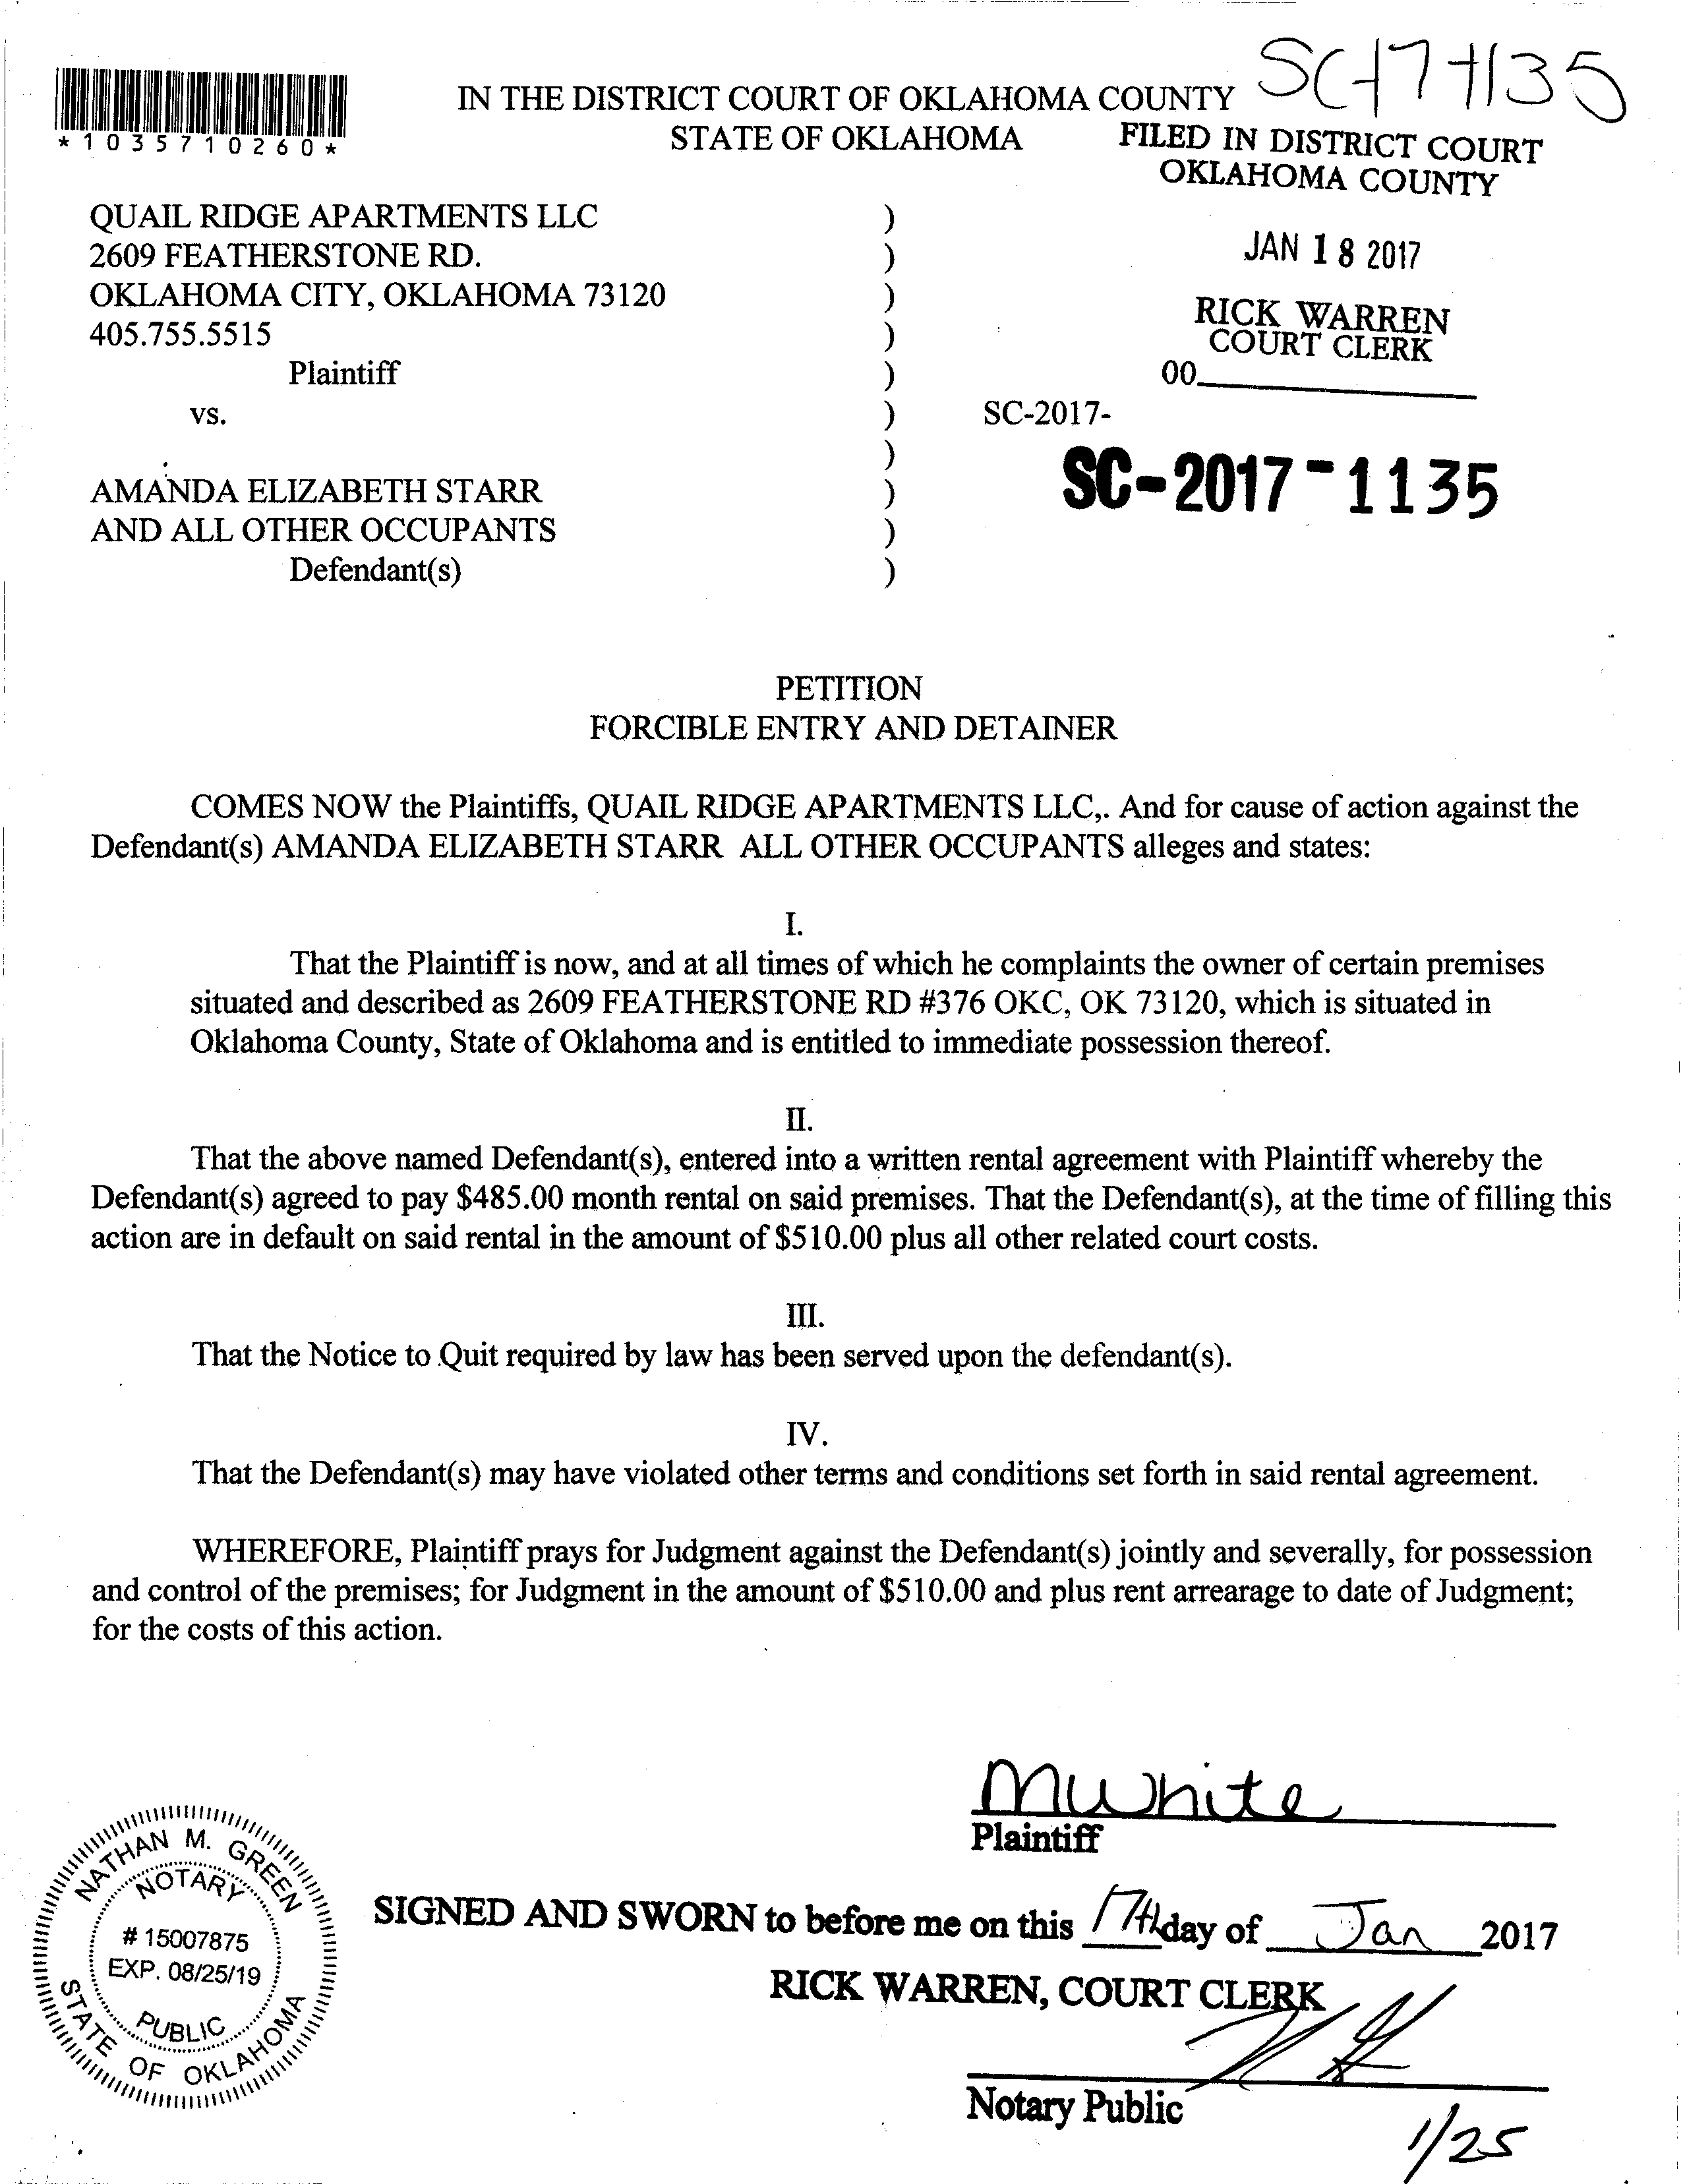 SC-17-1135
*1035710260*
IN THE DISTRICT COURT OF OKLAHOMA COUNTY
STATE OF OKLAHOMA
FILED IN DISTRICT COURT
OKLAHOMA COUNTY
QUAIL RIDGE APARTMENTS LLC )
2609 FEATHERSTONE RD. )
JAN 18 2017
OKLAHOMA CITY, OKLAHOMA 73120 )
405.755.5515 )
RICK WARREN
COURT CLERK
Plaintiff )
00
vs. ) SC-2017-
)
SC-2017-1135
AMANDA ELIZABETH STARR )
AND ALL OTHER OCCUPANTS )
Defendant(s) )
PETITION
FORCIBLE ENTRY AND DETAINER
COMES NOW the Plaintiffs, QUAIL RIDGE APARTMENTS LLC,. And for cause of action against the
Defendant(s) AMANDA ELIZABETH STARR ALL OTHER OCCUPANTS alleges and states:
I.
That the Plaintiff is now, and at all times of which he complaints the owner of certain premises
situated and described as 2609 FEATHERSTONE RD #376 OKC, OK 73120, which is situated in
Oklahoma County, State of Oklahoma and is entitled to immediate possession thereof.
II.
That the above named Defendant(s), entered into a written rental agreement with Plaintiff whereby the
Defendant(s) agreed to pay $485.00 month rental on said premises. That the Defendant(s), at the time of filling this
action are in default on said rental in the amount of $510.00 plus all other related court costs.
III.
That the Notice to Quit required by law has been served upon the defendant(s).
IV.
That the Defendant(s) may have violated other terms and conditions set forth in said rental agreement.
WHEREFORE, Plaintiff prays for Judgment against the Defendant(s) jointly and severally, for possession
and control of the premises; for Judgment in the amount of $510.00 and plus rent arrearage to date of Judgment;
for the costs of this action.
MWhite
Plaintiff
NATHAN M. GREEN
NOTARY
# 15007875
EXP. 08/25/19
PUBLIC
STATE OF OKLAHOMA
SIGNED AND SWORN to before me on this 17th day of Jan 2017
RICK WARREN, COURT CLERK
Notary Public
1/25